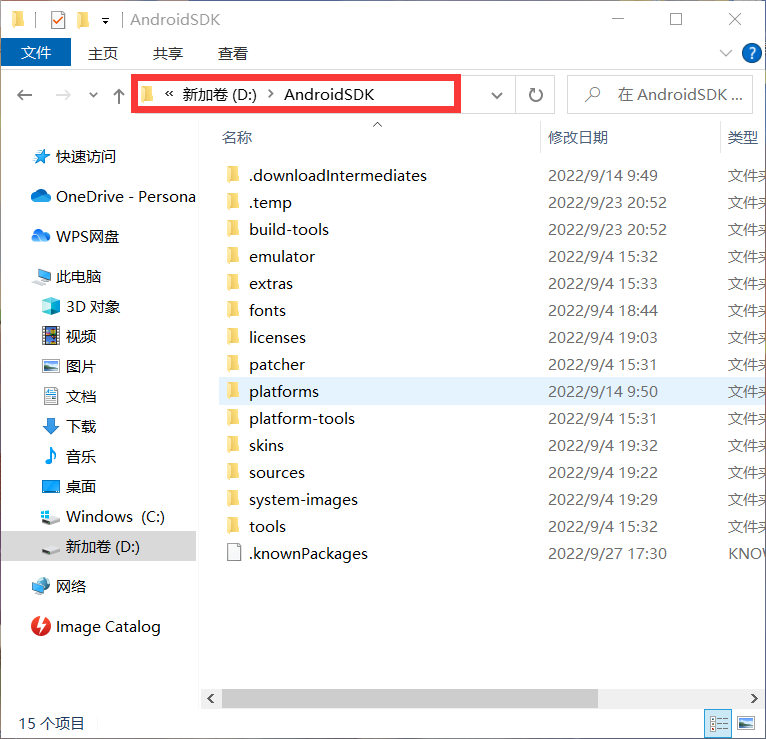 AndroidSDK
文件 主页 共享 查看
« 新加卷 (D:) > AndroidSDK 在 AndroidSDK ...
名称 修改日期 类型
快速访问
OneDrive - Persona
WPS网盘
此电脑
3D 对象
视频
图片
文档
下载
音乐
桌面
Windows (C:)
新加卷 (D:)
网络
Image Catalog
.downloadIntermediates 2022/9/14 9:49 文件夹
.temp 2022/9/23 20:52 文件夹
build-tools 2022/9/23 20:52 文件夹
emulator 2022/9/4 15:32 文件夹
extras 2022/9/4 15:33 文件夹
fonts 2022/9/4 18:44 文件夹
licenses 2022/9/4 19:03 文件夹
patcher 2022/9/4 15:31 文件夹
platforms 2022/9/14 9:50 文件夹
platform-tools 2022/9/4 15:31 文件夹
skins 2022/9/4 19:32 文件夹
sources 2022/9/4 19:22 文件夹
system-images 2022/9/4 19:29 文件夹
tools 2022/9/4 15:32 文件夹
.knownPackages 2022/9/27 17:30 KNOW
15 个项目